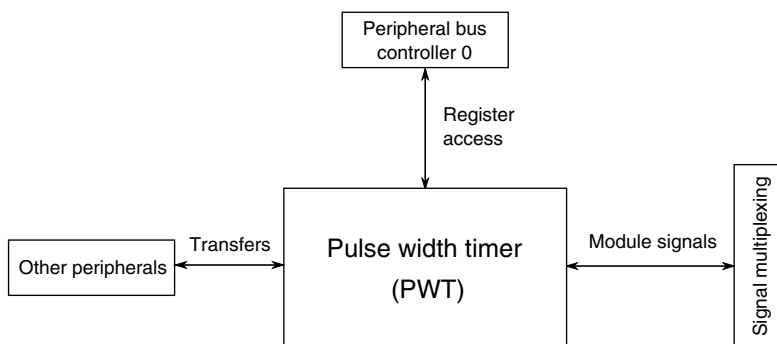 Peripheral bus
controller 0
Register
access
Other peripherals
Transfers
Pulse width timer
(PWT)
Module signals
Signal multiplexing